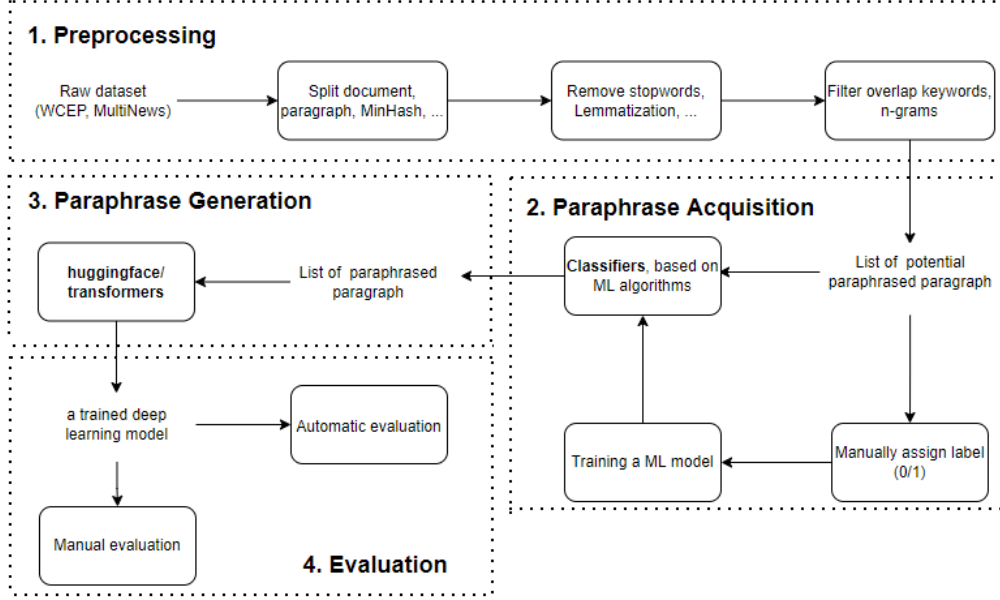 1. Preprocessing
Raw dataset
(WCEP, MultiNews)
Split document,
paragraph, MinHash, ...
Remove stopwords,
Lemmatization, ...
Filter overlap keywords,
n-grams
2. Paraphrase Acquisition
List of potential
paraphrased paragraph
Classifiers, based on
ML algorithms
Manually assign label
(0/1)
Training a ML model
3. Paraphrase Generation
List of paraphrased
paragraph
huggingface/
transformers
a trained deep
learning model
Automatic evaluation
Manual evaluation
4. Evaluation